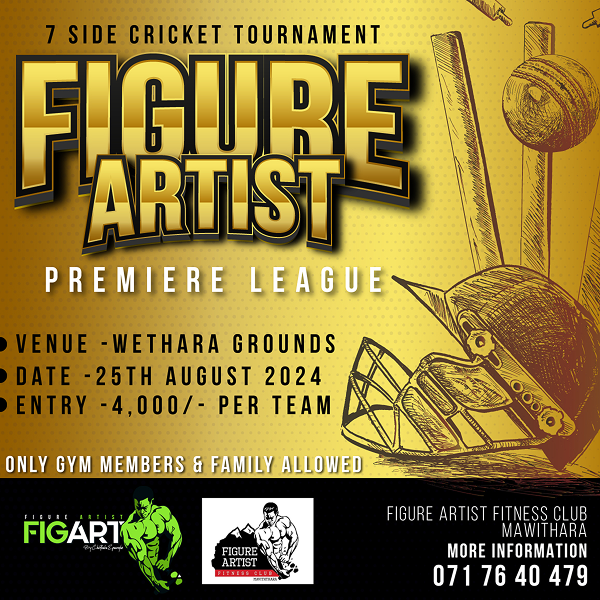 7 SIDE CRICKET TOURNAMENT
FIGURE
ARTIST
PREMIERE LEAGUE
VENUE -WETHARA GROUNDS
DATE -25TH AUGUST 2024
ENTRY -4,000/- PER TEAM
ONLY GYM MEMBERS & FAMILY ALLOWED
FIGURE ARTIST
FIGART
FIGURE
ARTIST
FITNESS CLUB
MAWITHARA
FIGURE ARTIST FITNESS CLUB
MAWITHARA
MORE INFORMATION
071 76 40 479